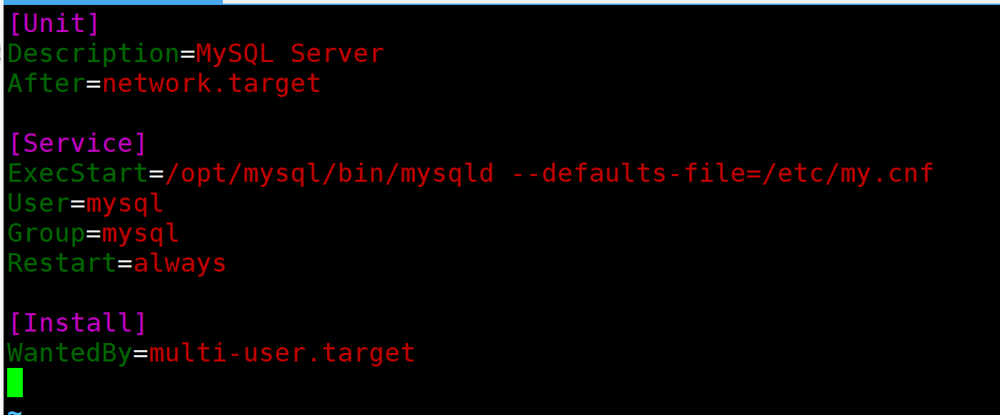 [Unit]
Description=MySQL Server
After=network.target
[Service]
ExecStart=/opt/mysql/bin/mysqld --defaults-file=/etc/my.cnf
User=mysql
Group=mysql
Restart=always
[Install]
WantedBy=multi-user.target
~